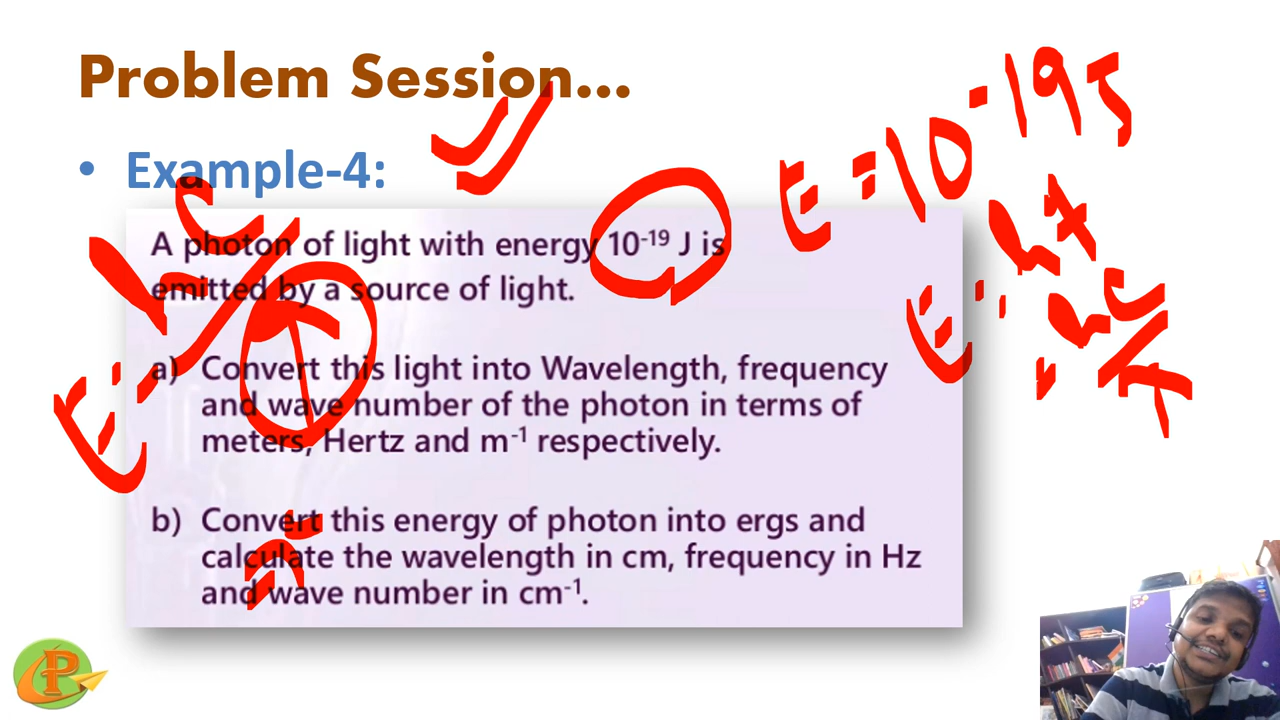 Problem Session...
• Example-4:
A photon of light with energy 10⁻¹⁹ J is
emitted by a source of light.
a) Convert this light into Wavelength, frequency
and wave number of the photon in terms of
meters, Hertz and m⁻¹ respectively.
b) Convert this energy of photon into ergs and
calculate the wavelength in cm, frequency in Hz
and wave number in cm⁻¹.
E = 10⁻¹⁹ J
E = h
= hc/λ
E = hc/λ
P